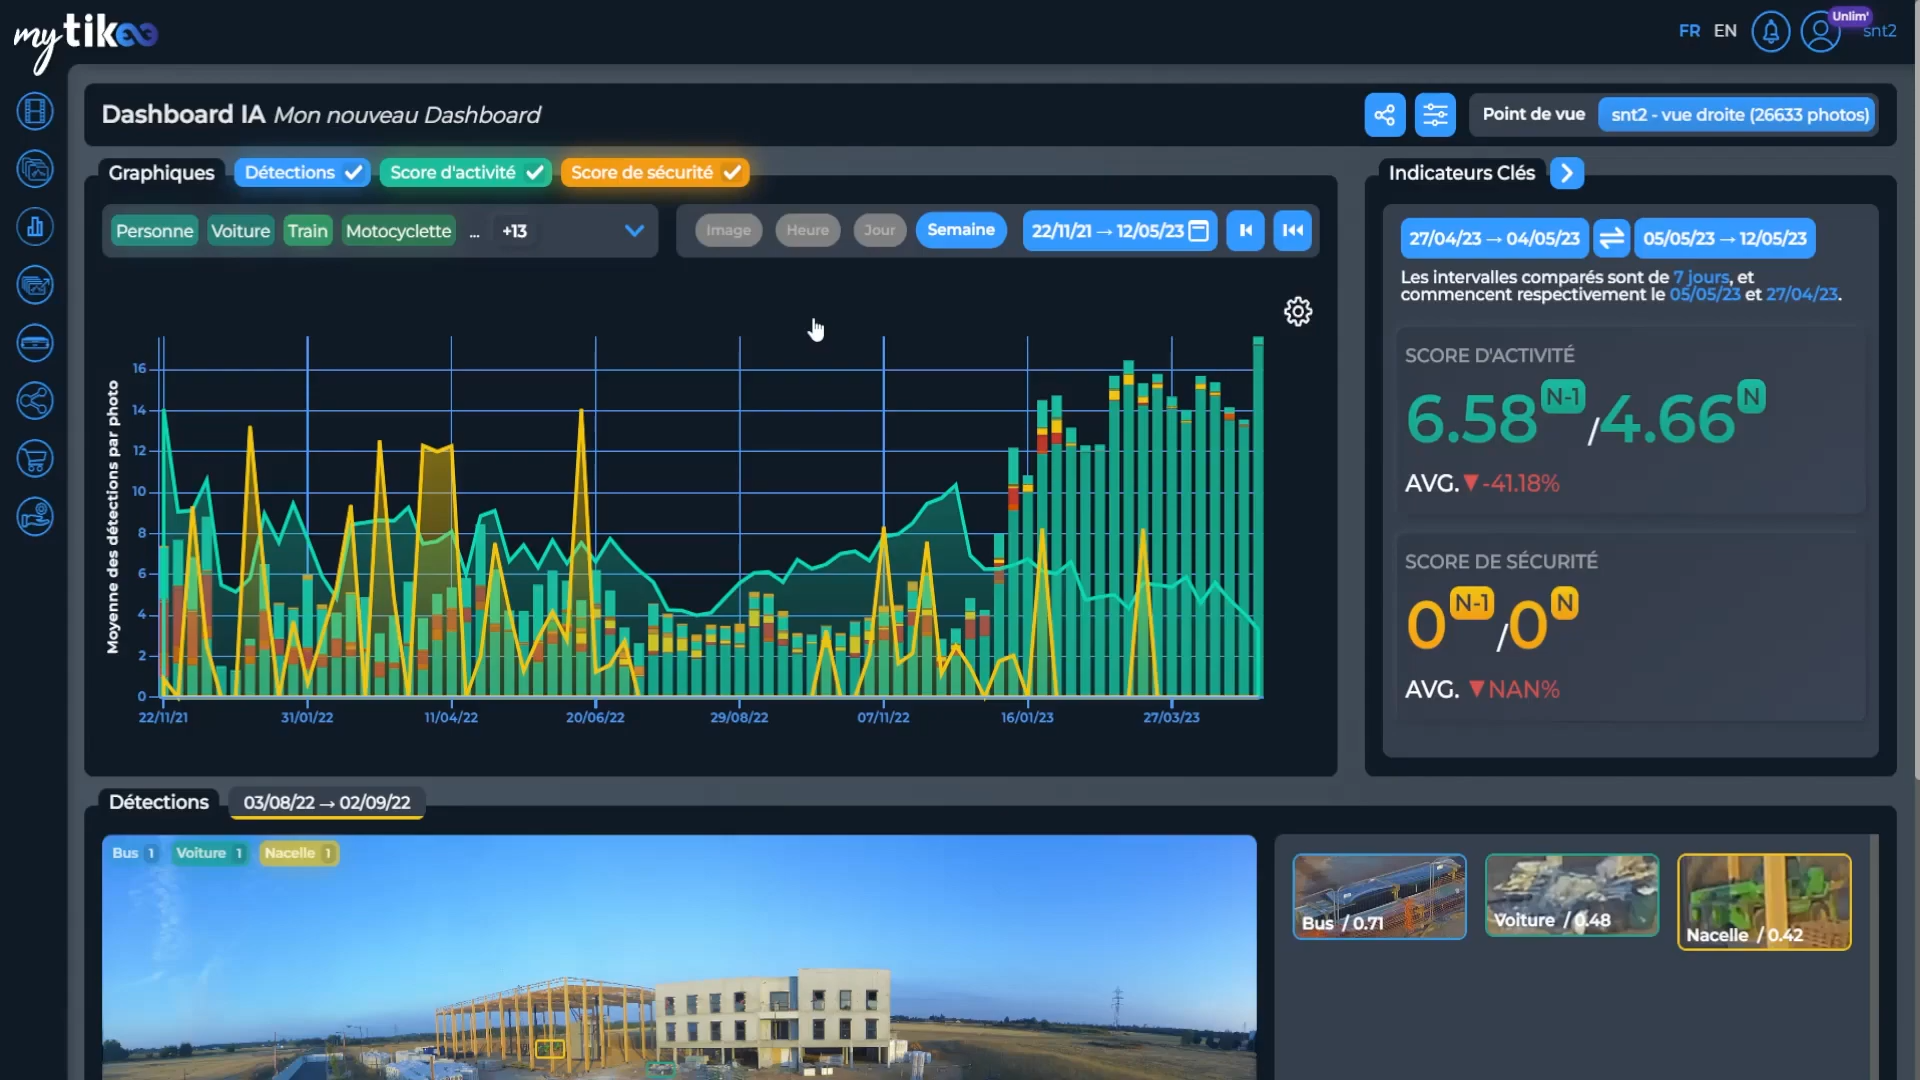 mytikee
FR EN Unlim' snt2
Dashboard IA Mon nouveau Dashboard
Point de vue snt2 - vue droite (26633 photos)
Graphiques Détections Score d'activité Score de sécurité
Personne Voiture Train Motocyclette ... +13
Image Heure Jour Semaine 22/11/21 → 12/05/23
Moyenne des détections par photo
16
14
12
10
8
6
4
2
0
22/11/21 31/01/22 11/04/22 20/06/22 29/08/22 07/11/22 16/01/23 27/03/23
Indicateurs Clés
27/04/23 → 04/05/23 05/05/23 → 12/05/23
Les intervalles comparés sont de 7 jours, et
commencent respectivement le 05/05/23 et 27/04/23.
SCORE D'ACTIVITÉ
6.58 N-1 /4.66 N
AVG. ▼-41.18%
SCORE DE SÉCURITÉ
0 N-1 /0 N
AVG. ▼NAN%
Détections 03/08/22 → 02/09/22
Bus 1 Voiture 1 Nacelle 1
Bus / 0.71
Voiture / 0.48
Nacelle / 0.42